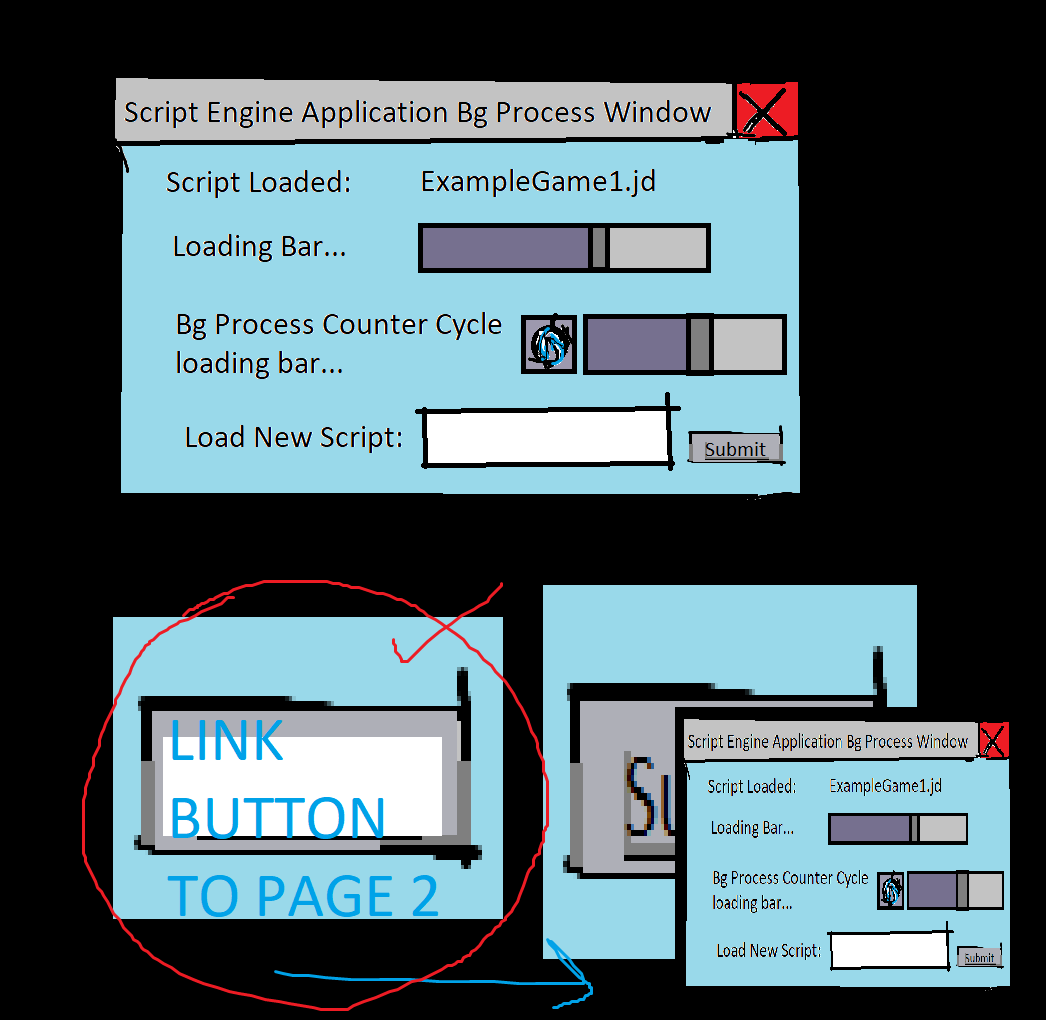 Script Engine Application Bg Process Window
Script Loaded: ExampleGame1.jd
Loading Bar...
Bg Process Counter Cycle
loading bar...
Load New Script:
Submit
LINK
BUTTON
TO PAGE 2
Su
Script Engine Application Bg Process Window
Script Loaded: ExampleGame1.jd
Loading Bar...
Bg Process Counter Cycle
loading bar...
Load New Script:
Submit